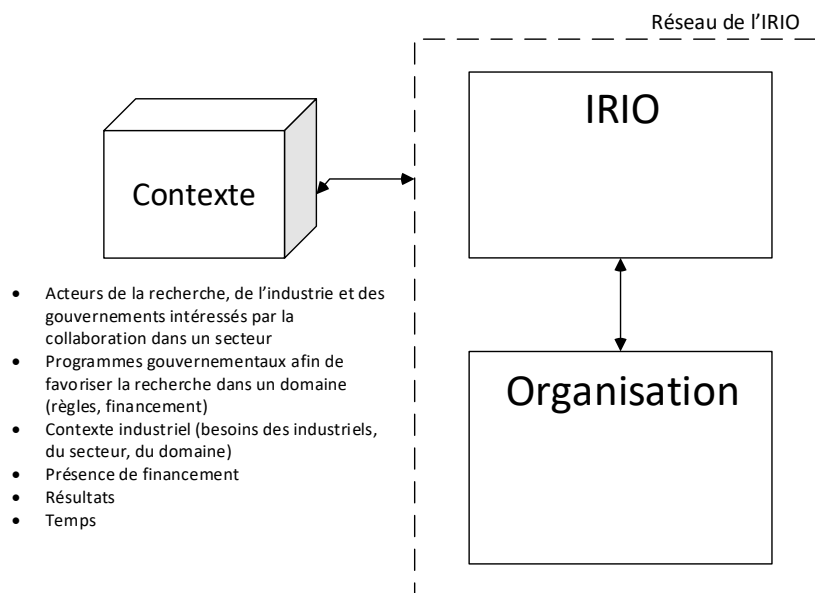 Réseau de l'IRIO
IRIO
Contexte
• Acteurs de la recherche, de l'industrie et des
gouvernements intéressés par la
collaboration dans un secteur
• Programmes gouvernementaux afin de
favoriser la recherche dans un domaine
(règles, financement)
• Contexte industriel (besoins des industriels,
du secteur, du domaine)
• Présence de financement
• Résultats
• Temps
Organisation